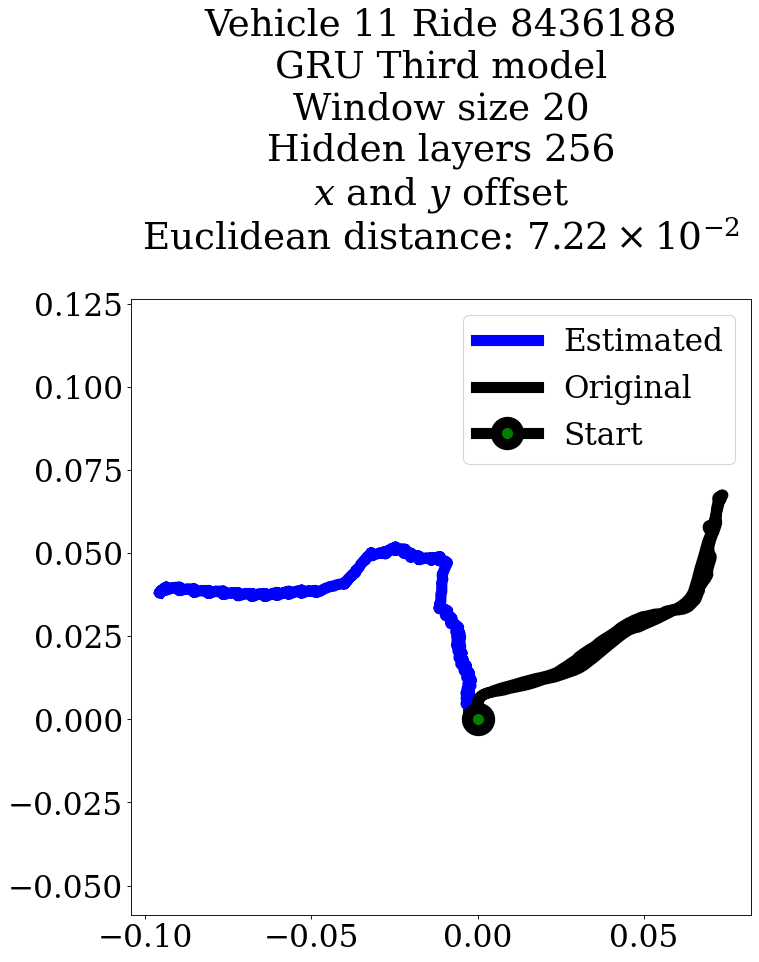 Vehicle 11 Ride 8436188
GRU Third model
Window size 20
Hidden layers 256
x and y offset
Euclidean distance: 7.22 × 10⁻²
0.125
0.100
0.075
0.050
0.025
0.000
−0.025
−0.050
Estimated
Original
Start
−0.10
−0.05
0.00
0.05